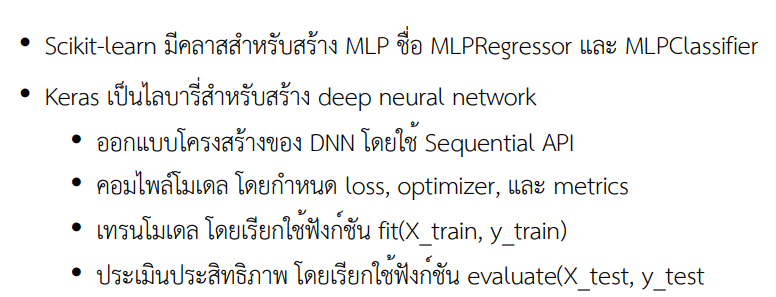 • Scikit-learn มีคลาสสำหรับสร้าง MLP ชื่อ MLPRegressor และ MLPClassifier
• Keras เป็นไลบารี่สำหรับสร้าง deep neural network
• ออกแบบโครงสร้างของ DNN โดยใช้ Sequential API
• คอมไพล์โมเดล โดยกำหนด loss, optimizer, และ metrics
• เทรนโมเดล โดยเรียกใช้ฟังก์ชัน fit(X_train, y_train)
• ประเมินประสิทธิภาพ โดยเรียกใช้ฟังก์ชัน evaluate(X_test, y_test